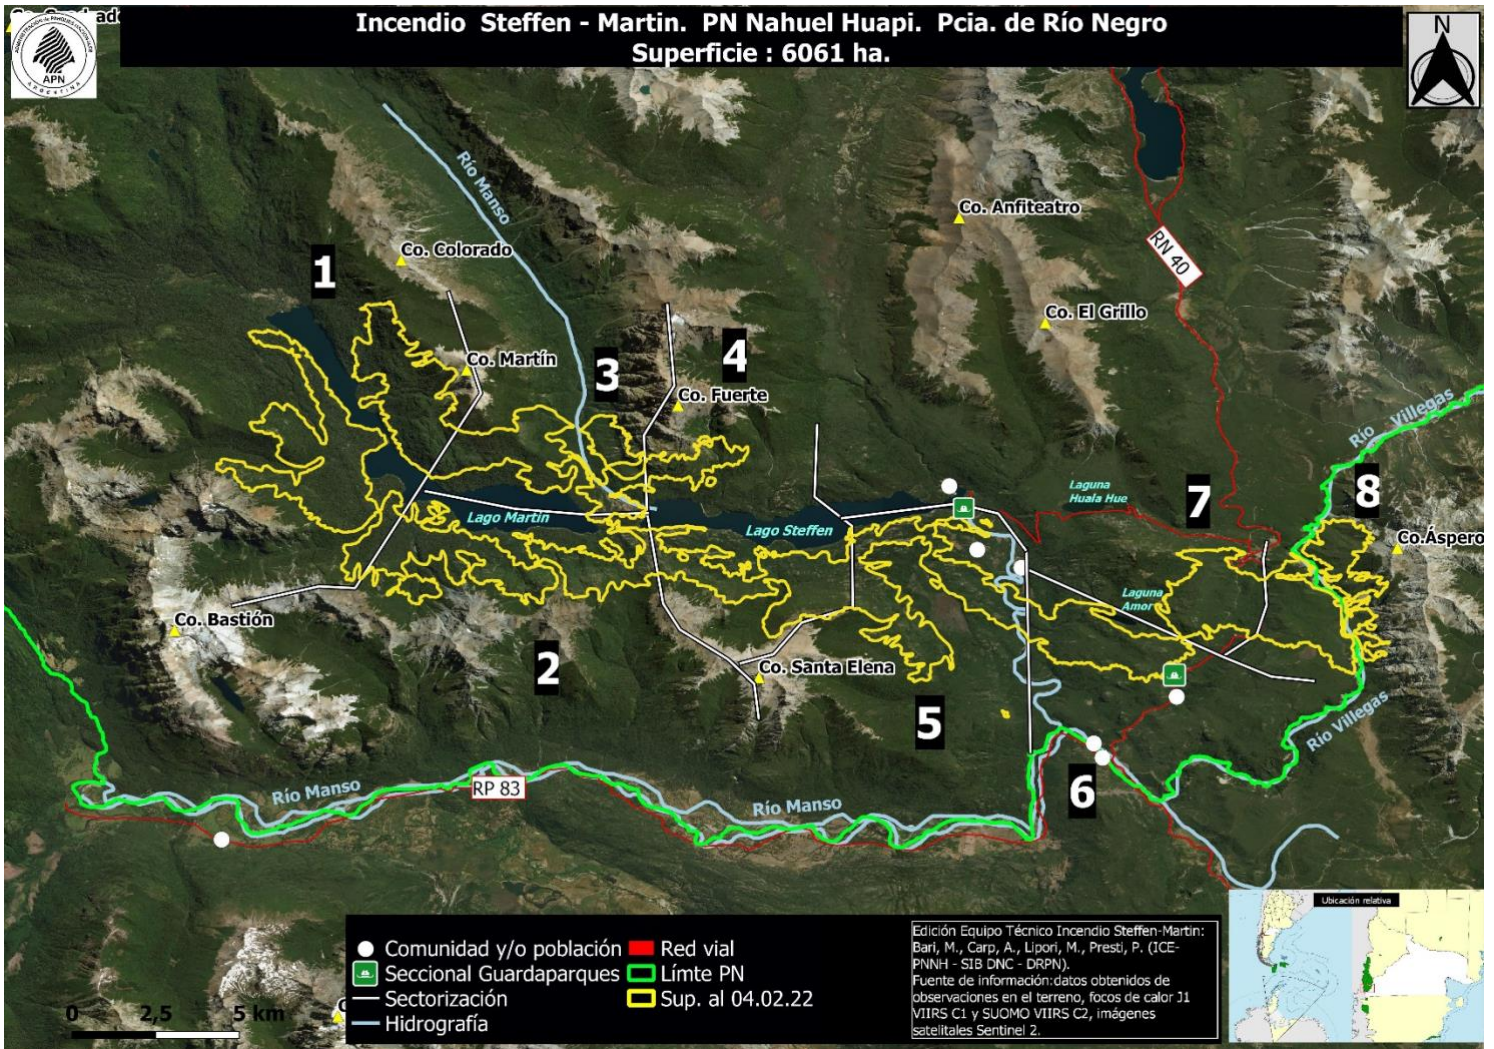 Incendio Steffen - Martin. PN Nahuel Huapi. Pcia. de Río Negro
Superficie : 6061 ha.
ADMINISTRACIÓN DE PARQUES NACIONALES
APN
ARGENTINA
N
Río Manso
Co. Anfiteatro
RN 40
Co. Colorado
1
Co. El Grillo
Co. Martín
3
4
Co. Fuerte
Río Villegas
Laguna
Huala Hue
7
8
Lago Martin
Lago Steffen
Co.Áspero
Laguna
Amor
Co. Bastión
2
Co. Santa Elena
5
Río Villegas
Río Manso
RP 83
Río Manso
6
Comunidad y/o población
Seccional Guardaparques
Sectorización
Hidrografía
Red vial
Límte PN
Sup. al 04.02.22
0 2,5 5 km
Edición Equipo Técnico Incendio Steffen-Martin:
Bari, M., Carp, A., Lipori, M., Presti, P. (ICE-
PNNH - SIB DNC - DRPN).
Fuente de información:datos obtenidos de
observaciones en el terreno, focos de calor J1
VIIRS C1 y SUOMO VIIRS C2, imágenes
satelitales Sentinel 2.
Ubicación relativa